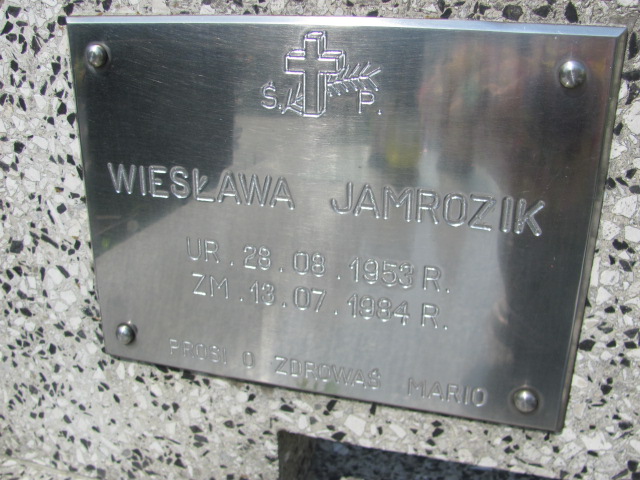 Ś. P.
WIESŁAWA JAMROZIK
UR. 28.08.1953 R.
ZM. 13.07.1984 R.
PROSI O ZDROWAŚ MARIO